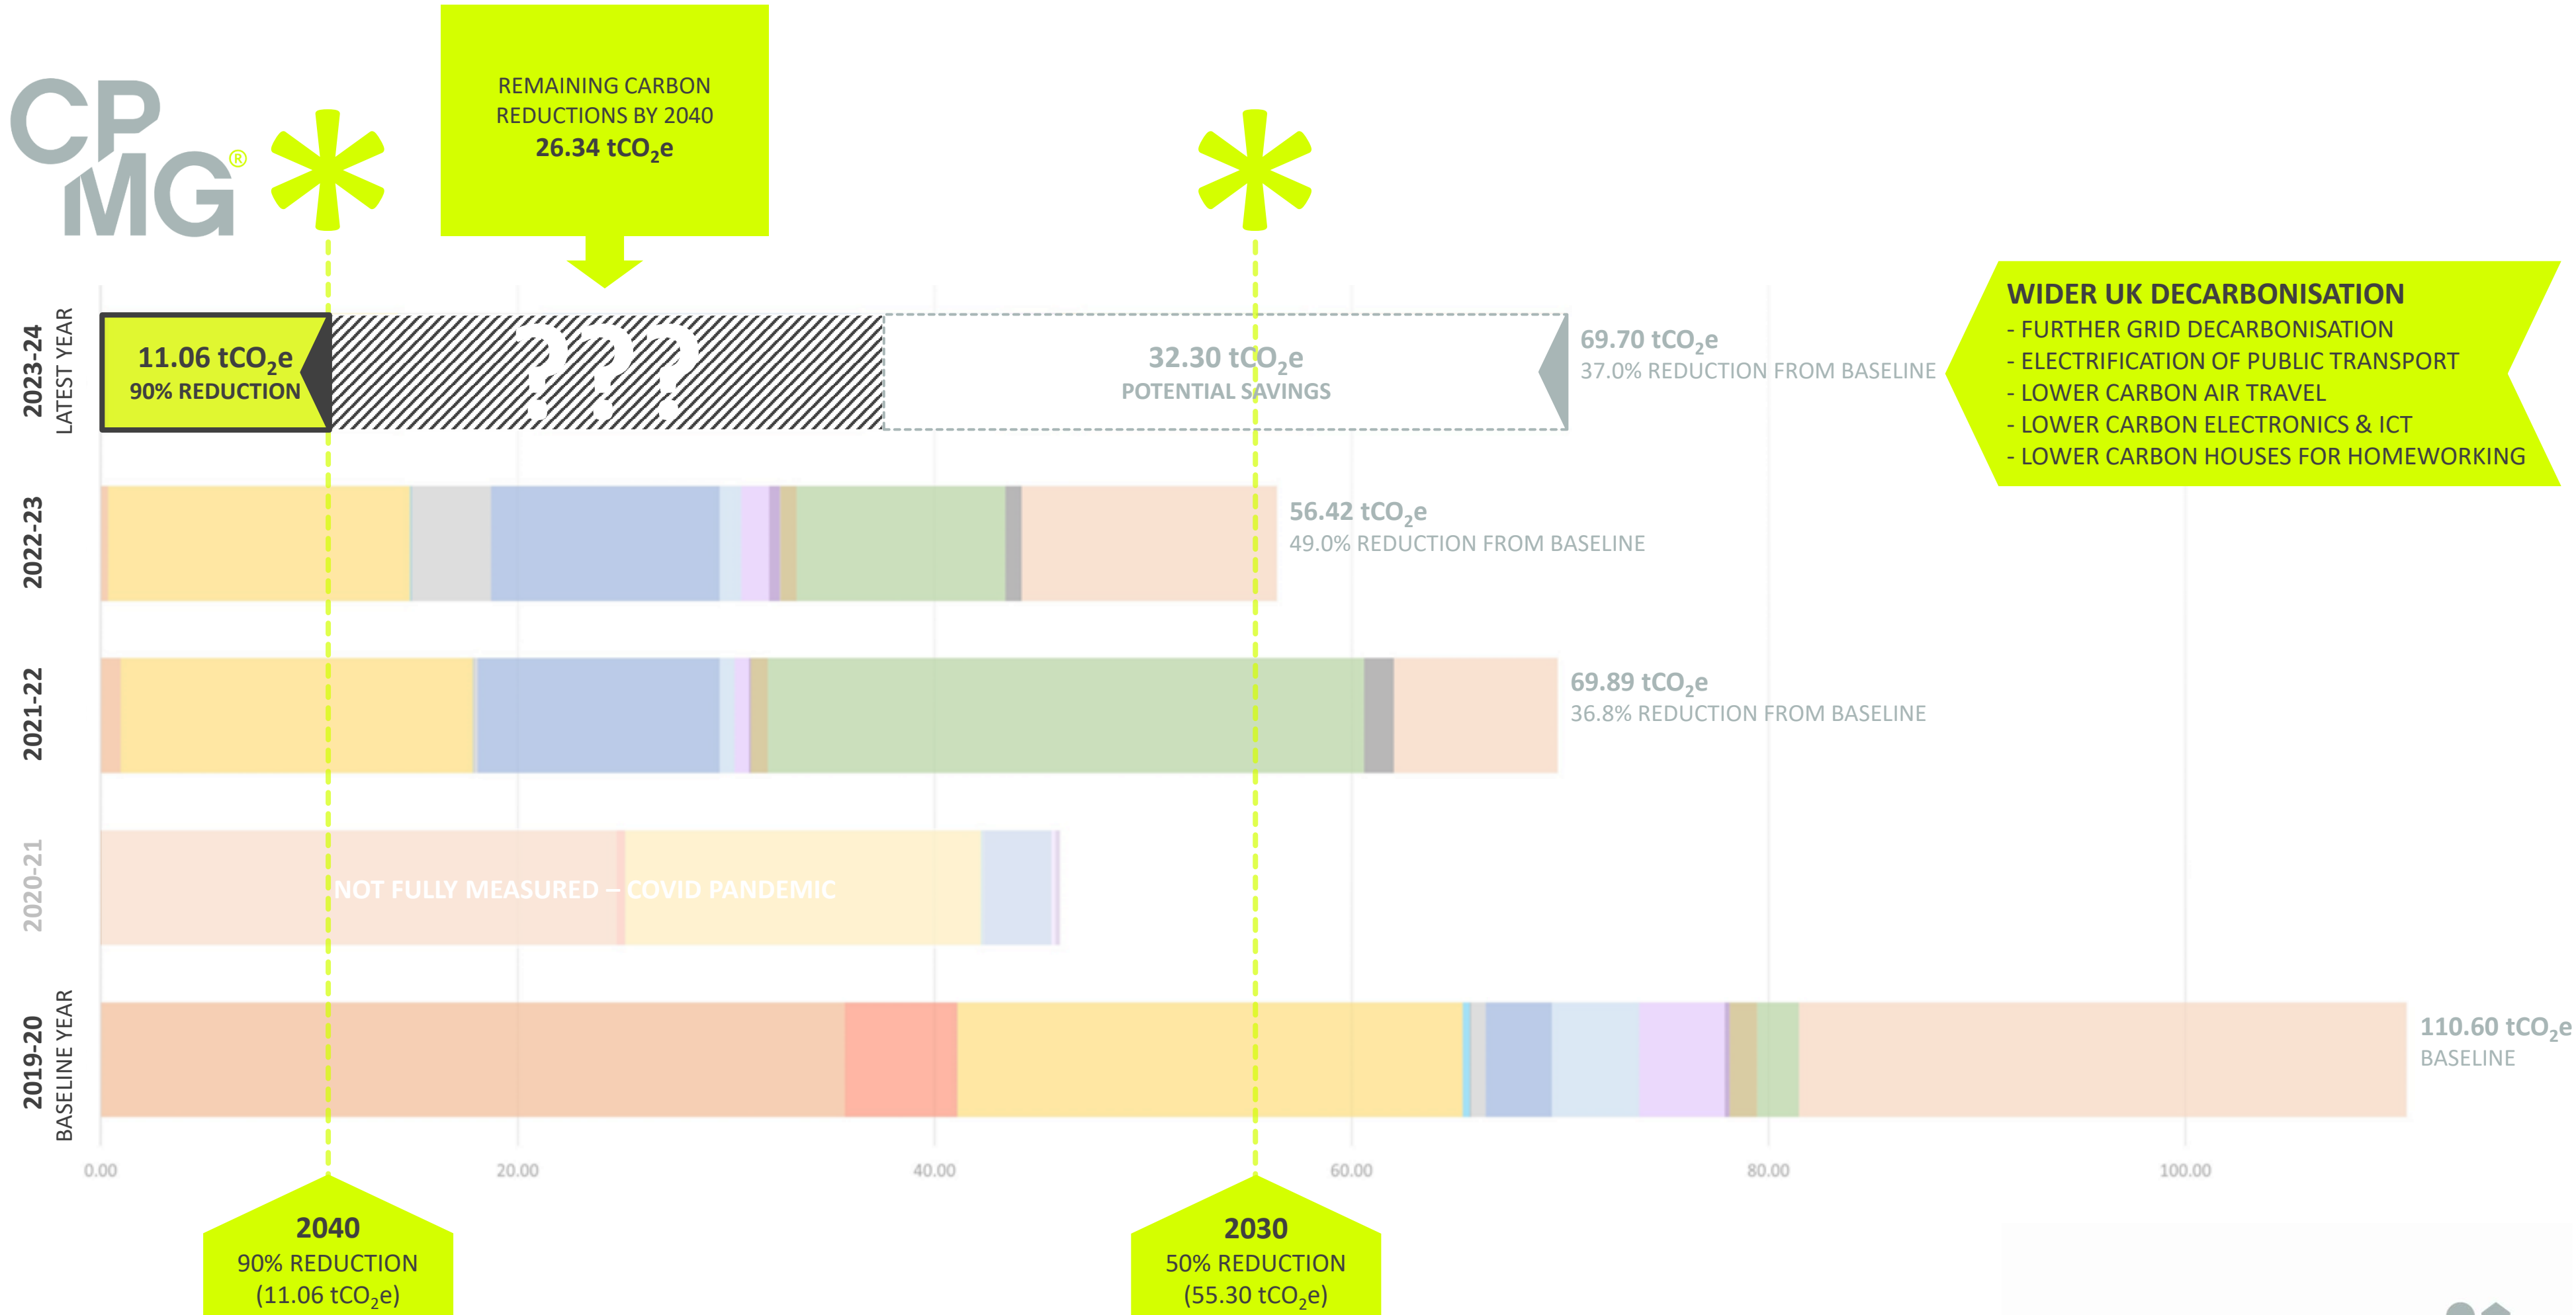 CP
MG®
REMAINING CARBON
REDUCTIONS BY 2040
26.34 tCO₂e
2023-24
LATEST YEAR
11.06 tCO₂e
90% REDUCTION
???
32.30 tCO₂e
POTENTIAL SAVINGS
69.70 tCO₂e
37.0% REDUCTION FROM BASELINE
WIDER UK DECARBONISATION
- FURTHER GRID DECARBONISATION
- ELECTRIFICATION OF PUBLIC TRANSPORT
- LOWER CARBON AIR TRAVEL
- LOWER CARBON ELECTRONICS & ICT
- LOWER CARBON HOUSES FOR HOMEWORKING
2022-23
56.42 tCO₂e
49.0% REDUCTION FROM BASELINE
2021-22
69.89 tCO₂e
36.8% REDUCTION FROM BASELINE
2020-21
NOT FULLY MEASURED – COVID PANDEMIC
2019-20
BASELINE YEAR
110.60 tCO₂e
BASELINE
0.00 20.00 40.00 60.00 80.00 100.00
2040
90% REDUCTION
(11.06 tCO₂e)
2030
50% REDUCTION
(55.30 tCO₂e)